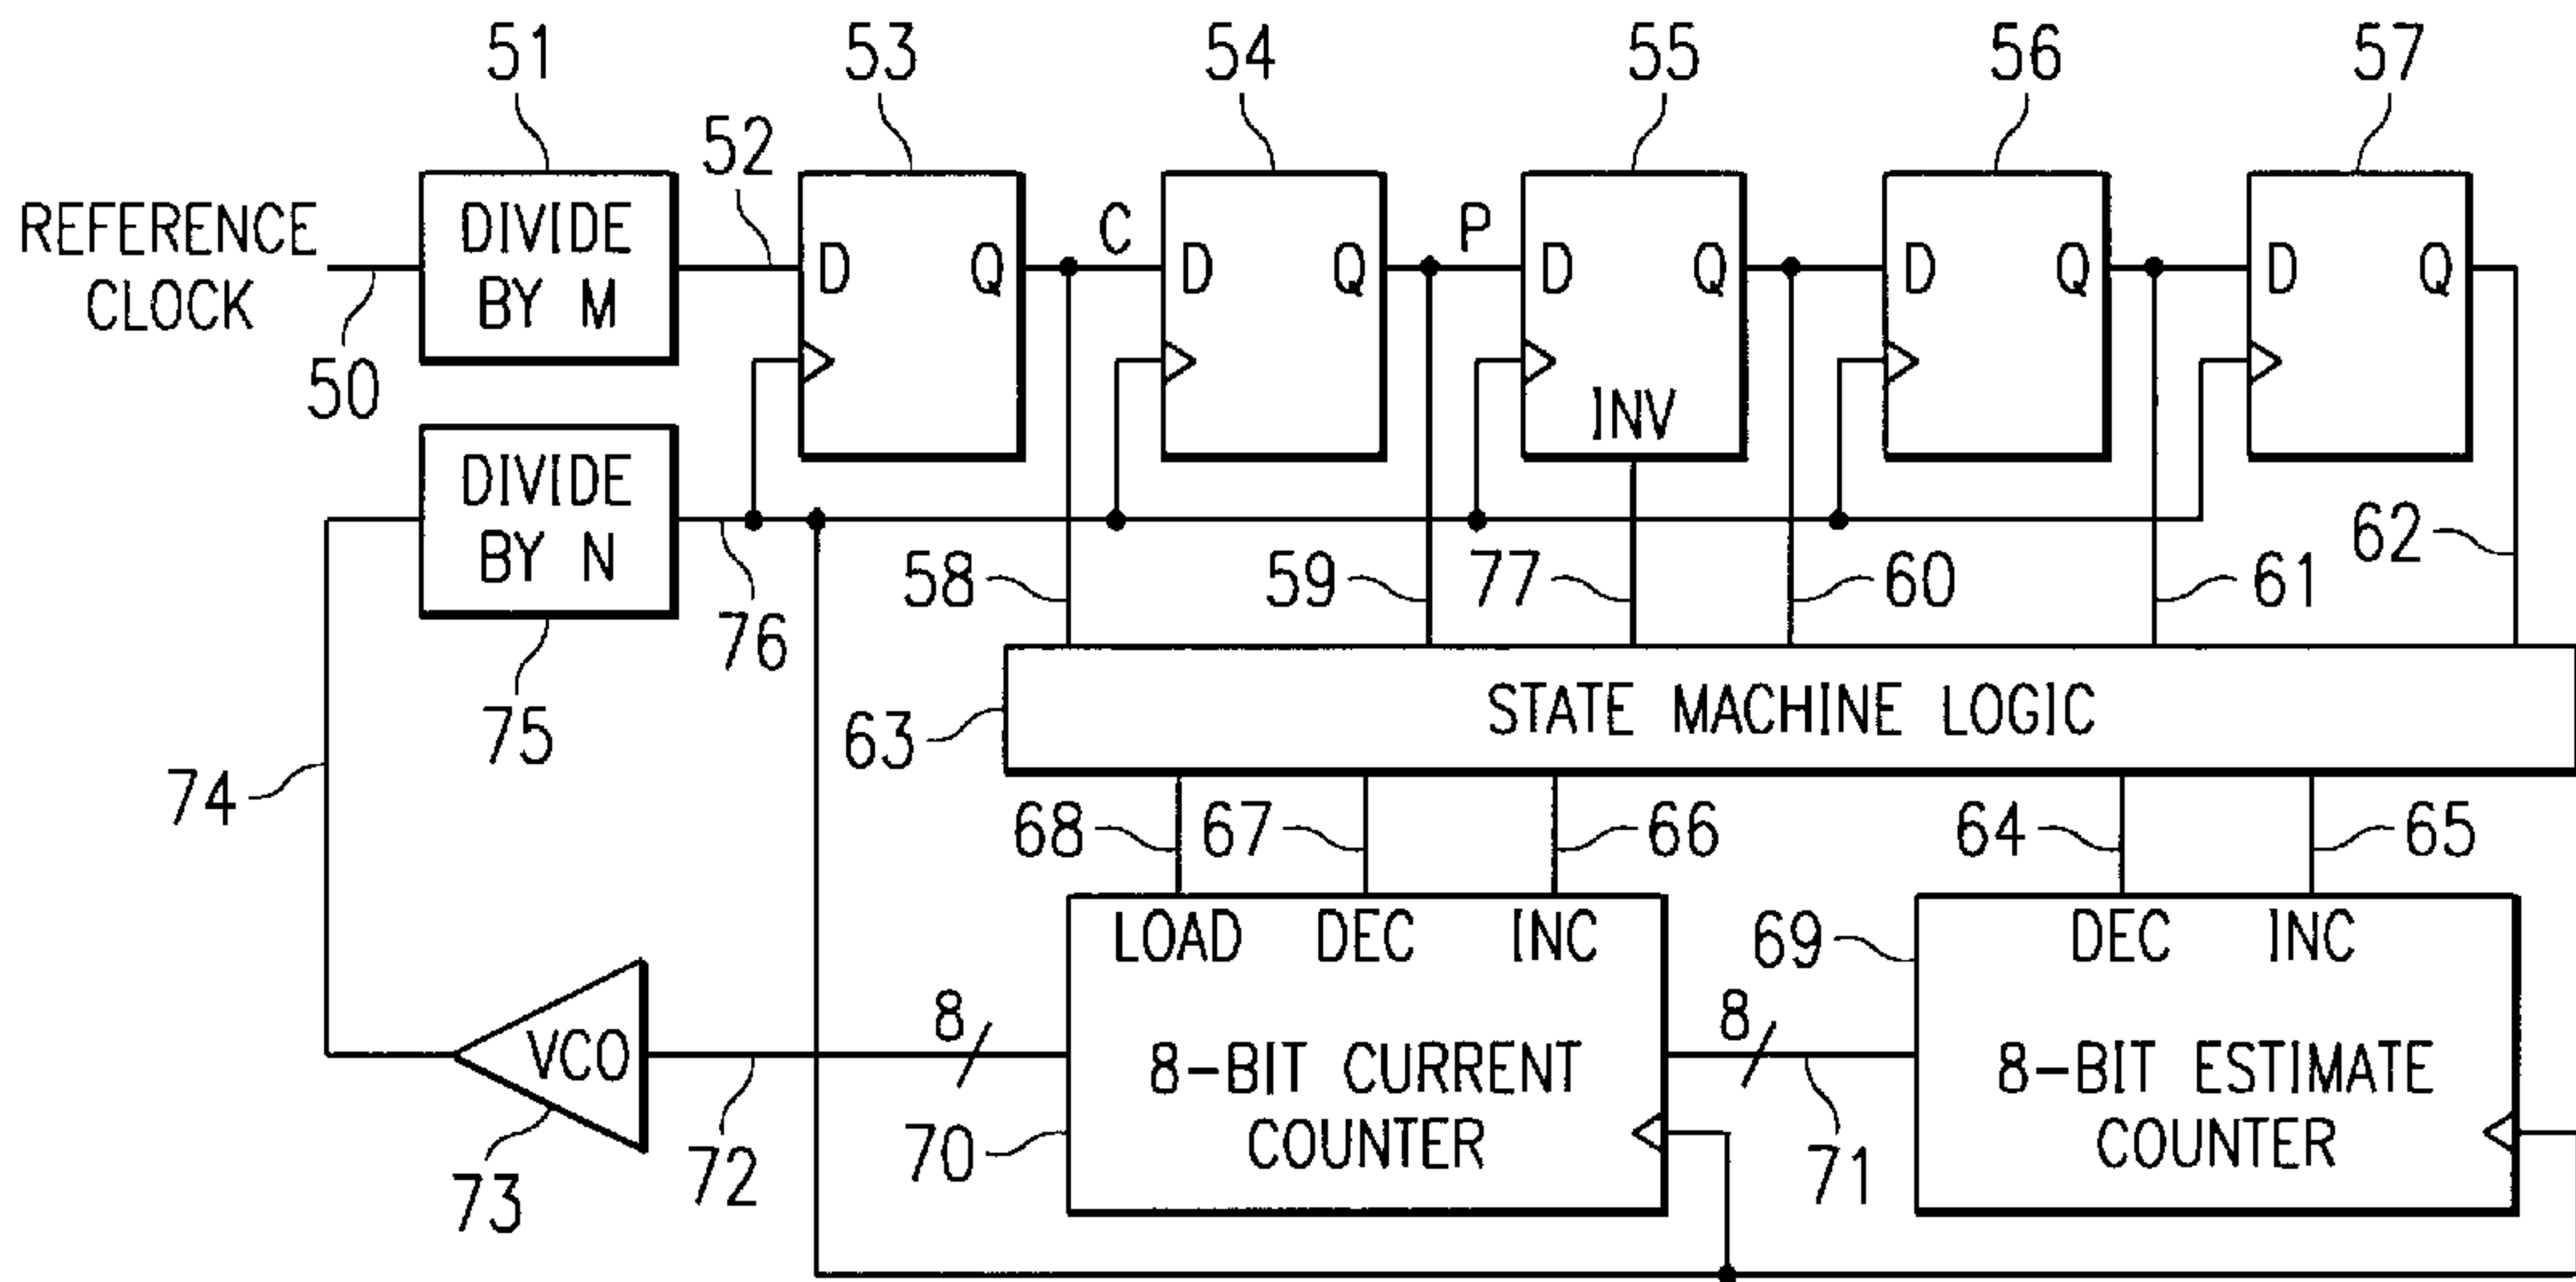 51
53
54
55
56
57
52
REFERENCE
CLOCK
50
DIVIDE
BY M
D Q
C
D Q
P
D Q
INV
D Q
D Q
DIVIDE
BY N
75
76
58
59
77
60
61
62
74
63
STATE MACHINE LOGIC
68
67
66
64
65
LOAD DEC INC
8-BIT CURRENT
COUNTER
70
69
DEC INC
8-BIT ESTIMATE
COUNTER
8
8
VCO
73
72
71